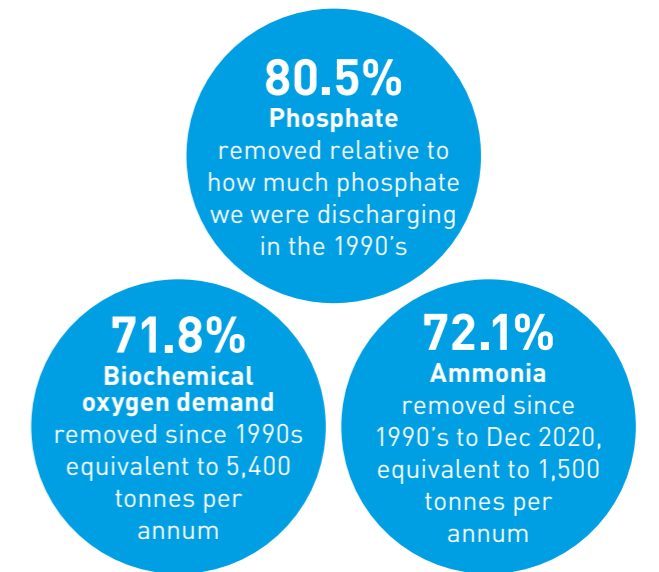 80.5%
Phosphate
removed relative to
how much phosphate
we were discharging
in the 1990’s
71.8%
Biochemical
oxygen demand
removed since 1990s
equivalent to 5,400
tonnes per
annum
72.1%
Ammonia
removed since
1990’s to Dec 2020,
equivalent to 1,500
tonnes per
annum